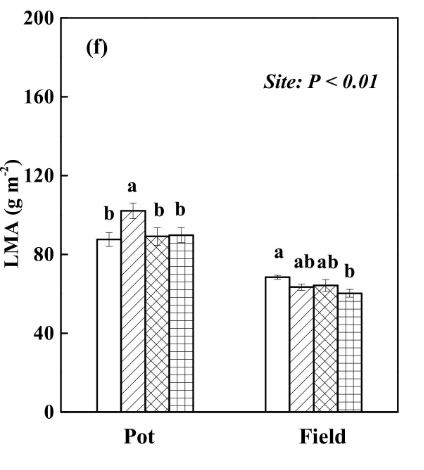 200
(f)
160
Site: P < 0.01
120
a
b
b
b
80
a
ab
ab
b
LMA (g m⁻²)
40
0
Pot
Field